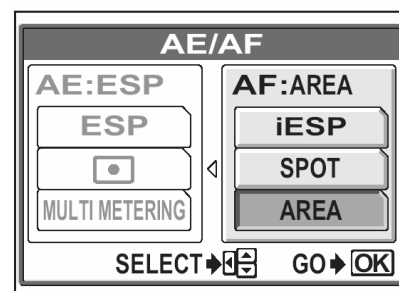 AE/AF
AE:ESP
ESP
MULTI METERING
AF:AREA
iESP
SPOT
AREA
SELECT GO OK